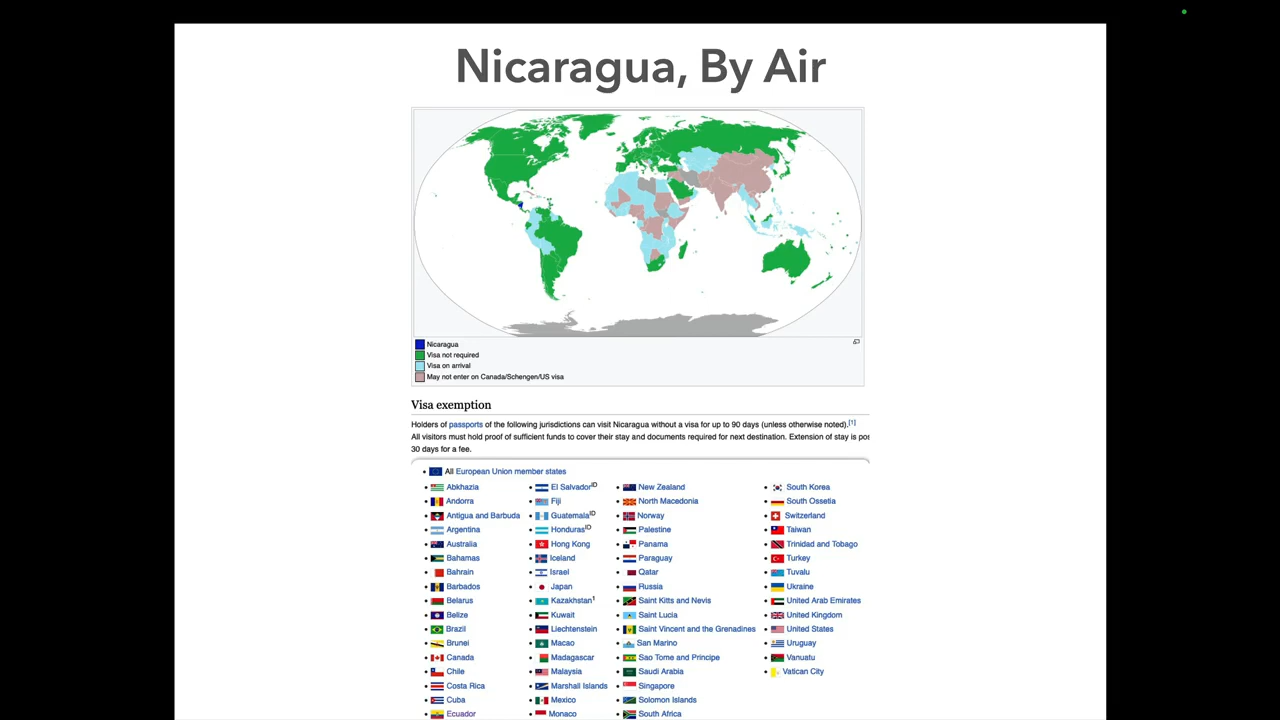 Nicaragua, By Air
Nicaragua
Visa not required
Visa on arrival
May not enter on Canada/Schengen/US visa
Visa exemption
Holders of passports of the following jurisdictions can visit Nicaragua without a visa for up to 90 days (unless otherwise noted).[1]
All visitors must hold proof of sufficient funds to cover their stay and documents required for next destination. Extension of stay is pos
30 days for a fee.
All European Union member states
Abkhazia
Andorra
Antigua and Barbuda
Argentina
Australia
Bahamas
Bahrain
Barbados
Belarus
Belize
Brazil
Brunei
Canada
Chile
Costa Rica
Cuba
Ecuador
El Salvador ID
Fiji
Guatemala ID
Honduras ID
Hong Kong
Iceland
Israel
Japan
Kazakhstan 1
Kuwait
Liechtenstein
Macao
Madagascar
Malaysia
Marshall Islands
Mexico
Monaco
New Zealand
North Macedonia
Norway
Palestine
Panama
Paraguay
Qatar
Russia
Saint Kitts and Nevis
Saint Lucia
Saint Vincent and the Grenadines
San Marino
Sao Tome and Principe
Saudi Arabia
Singapore
Solomon Islands
South Africa
South Korea
South Ossetia
Switzerland
Taiwan
Trinidad and Tobago
Turkey
Tuvalu
Ukraine
United Arab Emirates
United Kingdom
United States
Uruguay
Vanuatu
Vatican City